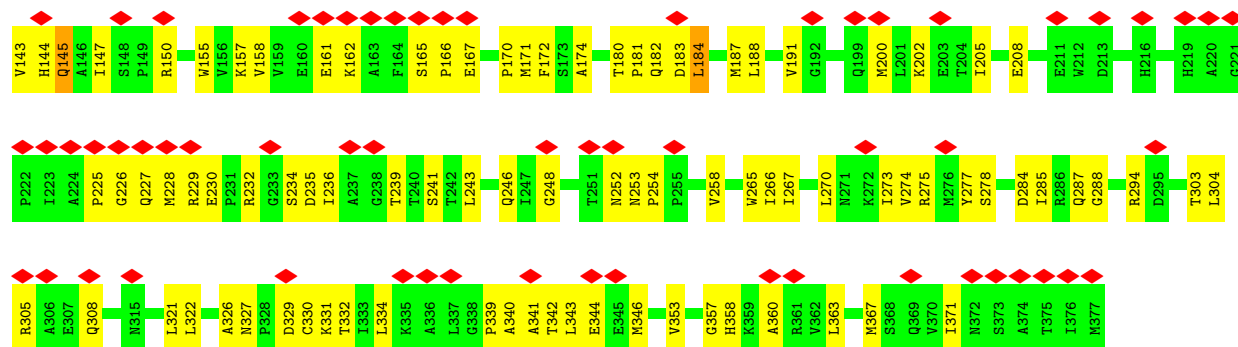 V143 H144 Q145 A146 I147 S148 P149 R150 W155 V156 K157 V158 V159 E160 E161 K162 A163 F164 S165 P166 E167 P170 M171 F172 S173 A174 T180 P181 Q182 D183 L184 M187 L188 V191 G192 Q199 M200 L201 K202 E203 T204 I205 E208 E211 W212 D213 H216 H219 A220 G221
P222 I223 A224 P225 G226 Q227 M228 R229 E230 P231 R232 G233 S234 D235 I236 A237 G238 T239 T240 S241 T242 L243 Q246 I247 G248 T251 N252 N253 P254 P255 V258 W265 I266 I267 L270 N271 K272 I273 V274 R275 M276 Y277 S278 D284 I285 R286 Q287 G288 R294 D295 T303 L304
R305 A306 E307 Q308 N315 L321 L322 A326 N327 P328 D329 C330 K331 T332 I333 L334 K335 A336 L337 G338 P339 A340 A341 T342 L343 E344 E345 M346 V353 G357 H358 K359 A360 R361 V362 L363 M367 S368 Q369 V370 I371 N372 S373 A374 T375 I376 M377